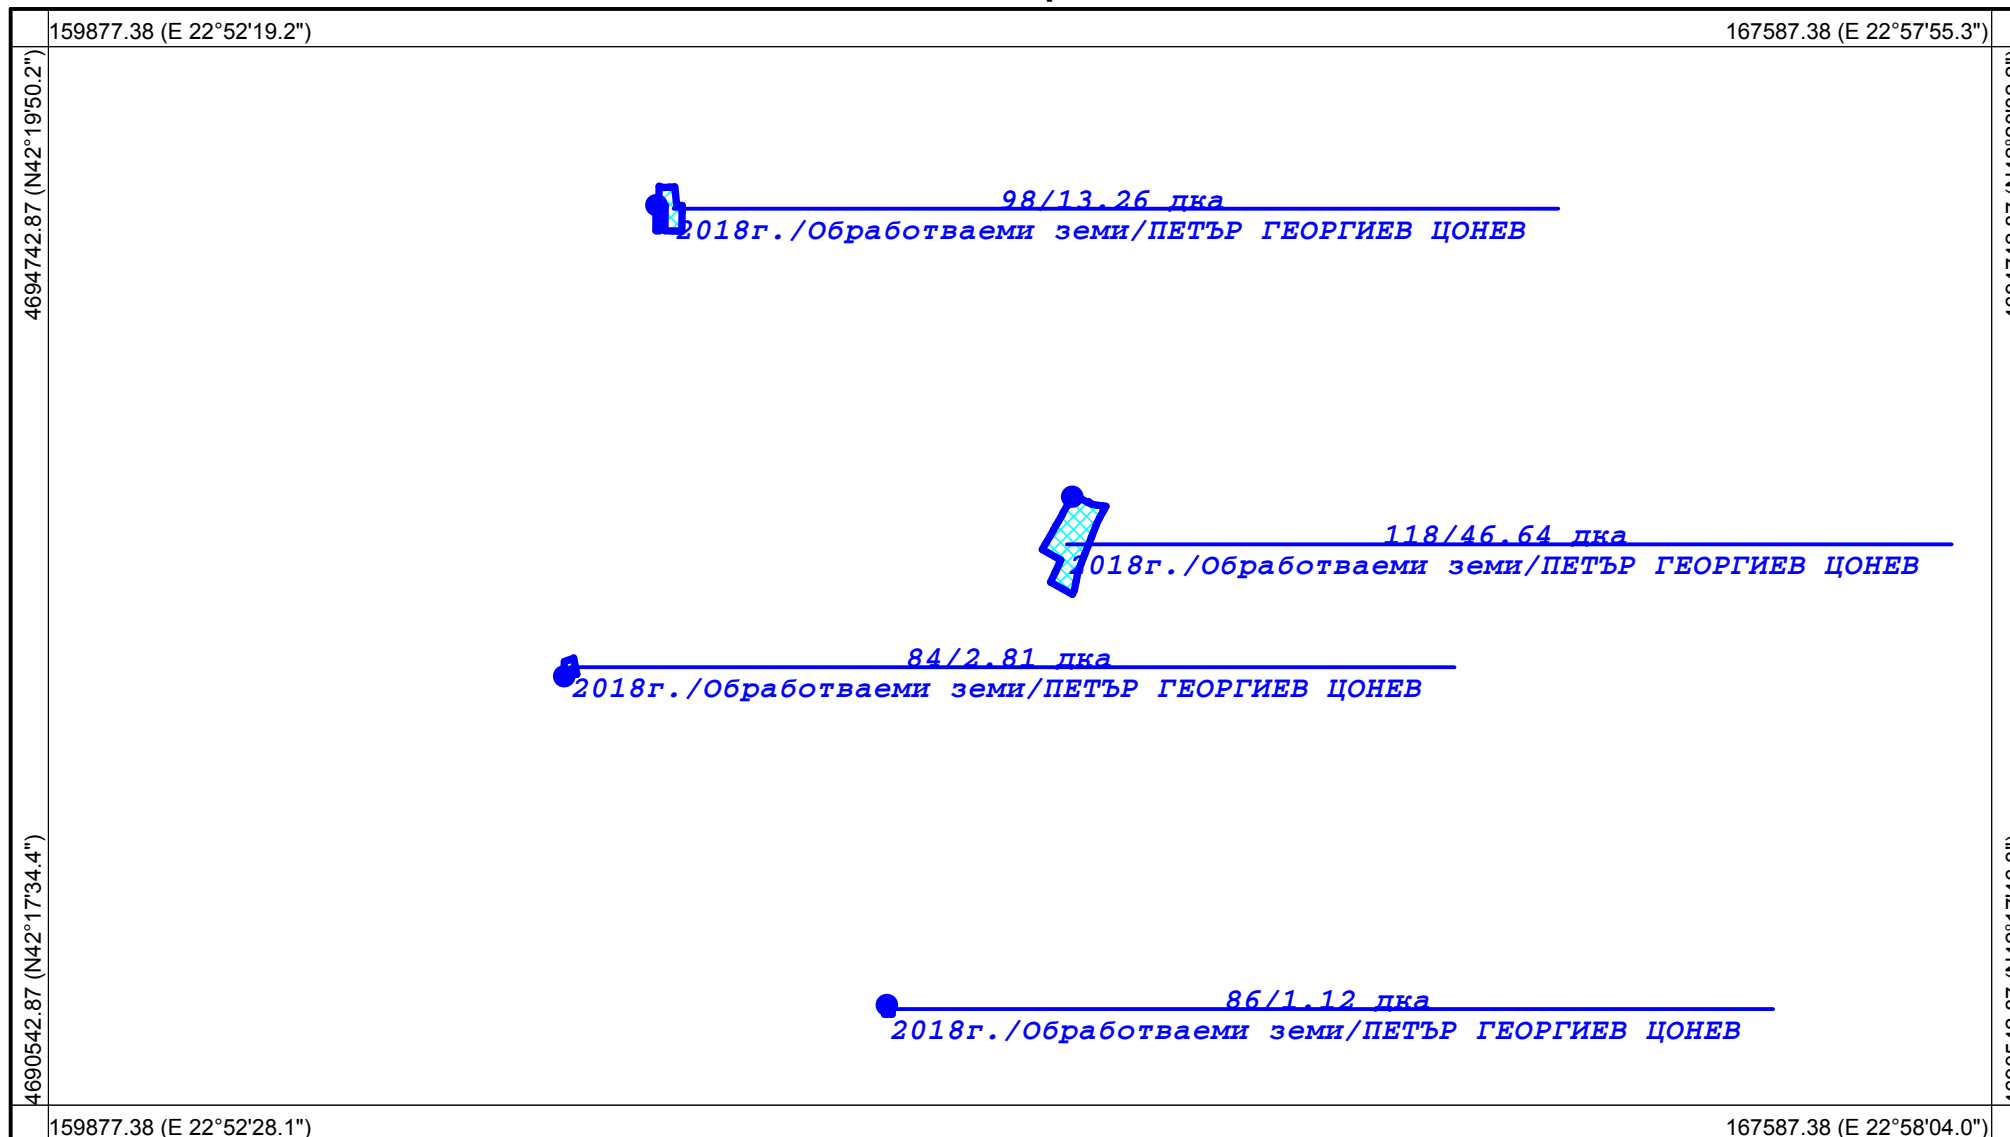 159877.38 (E 22°52'19.2")
167587.38 (E 22°57'55.3")
4694742.87 (N42°19'50.2")
98/13.26 дка
2018г./Обработваеми земи/ПЕТЪР ГЕОРГИЕВ ЦОНЕВ
118/46.64 дка
2018г./Обработваеми земи/ПЕТЪР ГЕОРГИЕВ ЦОНЕВ
84/2.81 дка
2018г./Обработваеми земи/ПЕТЪР ГЕОРГИЕВ ЦОНЕВ
4690542.87 (N42°17'34.4")
86/1.12 дка
2018г./Обработваеми земи/ПЕТЪР ГЕОРГИЕВ ЦОНЕВ
159877.38 (E 22°52'28.1")
167587.38 (E 22°58'04.0")